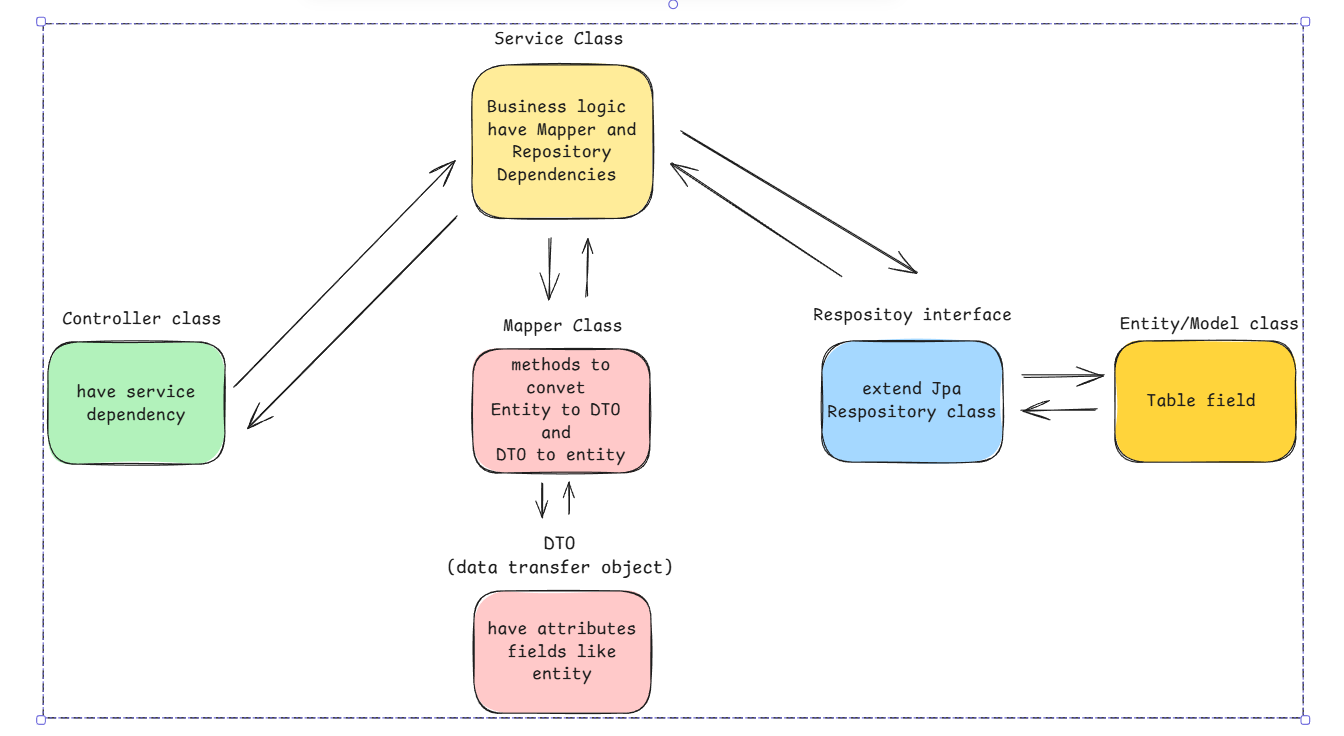 Service Class
Business logic
have Mapper and
Repository
Dependencies
Controller class
have service
dependency
Mapper Class
methods to
convet
Entity to DTO
and
DTO to entity
DTO
(data transfer object)
have attributes
fields like
entity
Respositoy interface
extend Jpa
Respository class
Entity/Model class
Table field